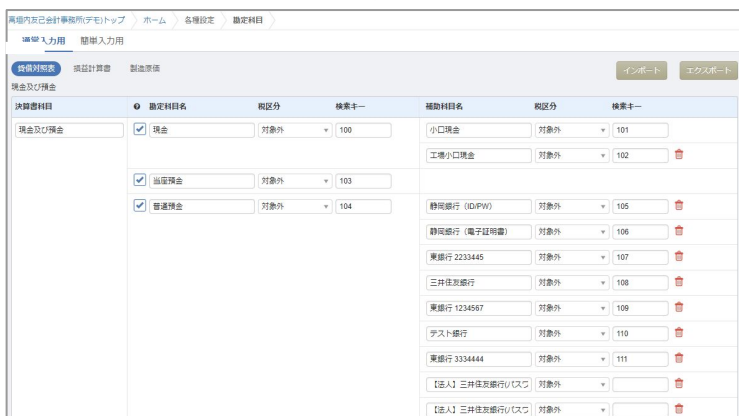 高垣内友己会計事務所(デモ)トップ ホーム 各種設定 勘定科目
通常入力用 簡単入力用
貸借対照表 損益計算書 製造原価 インポート エクスポート
現金及び預金
決算書科目 勘定科目名 税区分 検索キー 補助科目名 税区分 検索キー
現金及び預金 現金 対象外 100 小口現金 対象外 101
工場小口現金 対象外 102
当座預金 対象外 103
普通預金 対象外 104 静岡銀行（ID/PW） 対象外 105
静岡銀行（電子証明書） 対象外 106
東銀行 2233445 対象外 107
三井住友銀行 対象外 108
東銀行 1234567 対象外 109
テスト銀行 対象外 110
東銀行 3334444 対象外 111
【法人】三井住友銀行(パスワ 対象外
【法人】三井住友銀行(パスワ 対象外